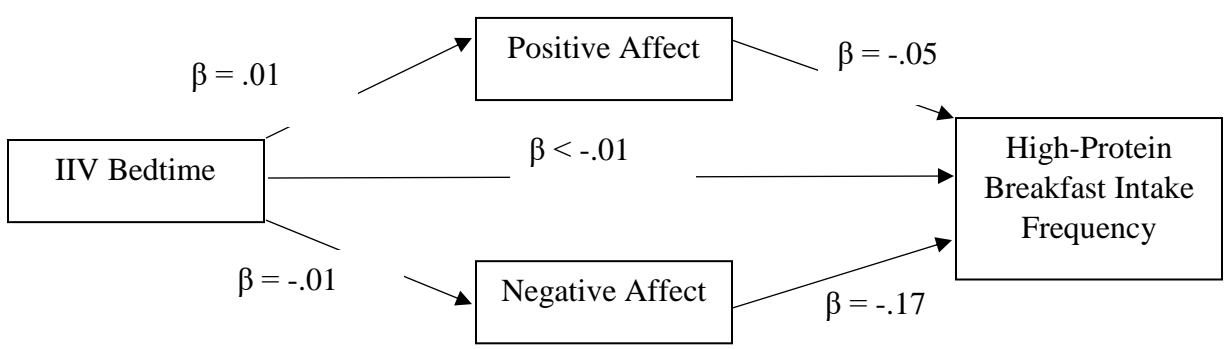 Positive Affect
β = .01
β = -.05
IIV Bedtime
β < -.01
High-Protein
Breakfast Intake
Frequency
β = -.01
Negative Affect
β = -.17